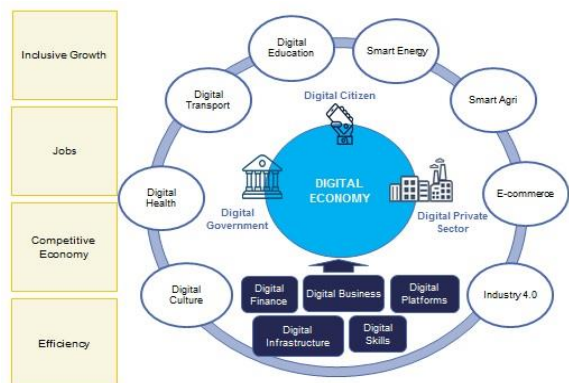 Inclusive Growth
Jobs
Competitive
Economy
Efficiency
Digital
Education
Smart Energy
Digital
Transport
Smart Agri
Digital Citizen
Digital
Health
Digital
Government
DIGITAL
ECONOMY
Digital Private
Sector
E-commerce
Digital
Culture
Industry 4.0
Digital
Finance
Digital Business
Digital
Platforms
Digital
Infrastructure
Digital
Skills